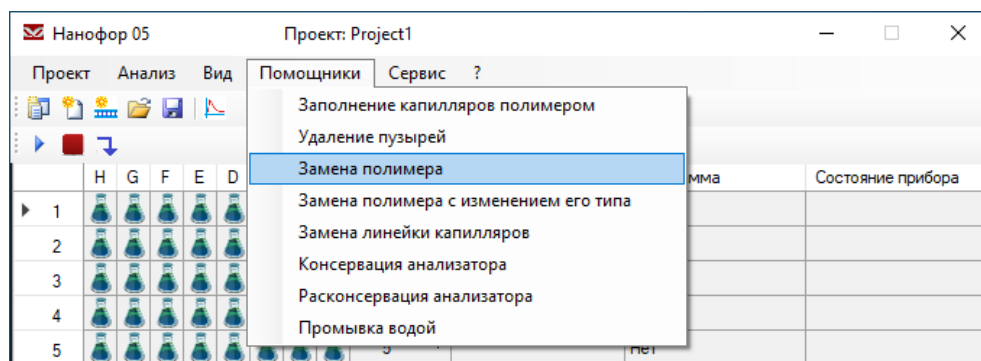 Нанофор 05 Проект: Project1
Проект Анализ Вид Помощники Сервис ?
Заполнение капилляров полимером
Удаление пузырей
Замена полимера
Замена полимера с изменением его типа
Замена линейки капилляров
Консервация анализатора
Расконсервация анализатора
Промывка водой
H G F E D мма Состояние прибора
1
2
3
4
5 5 Нет